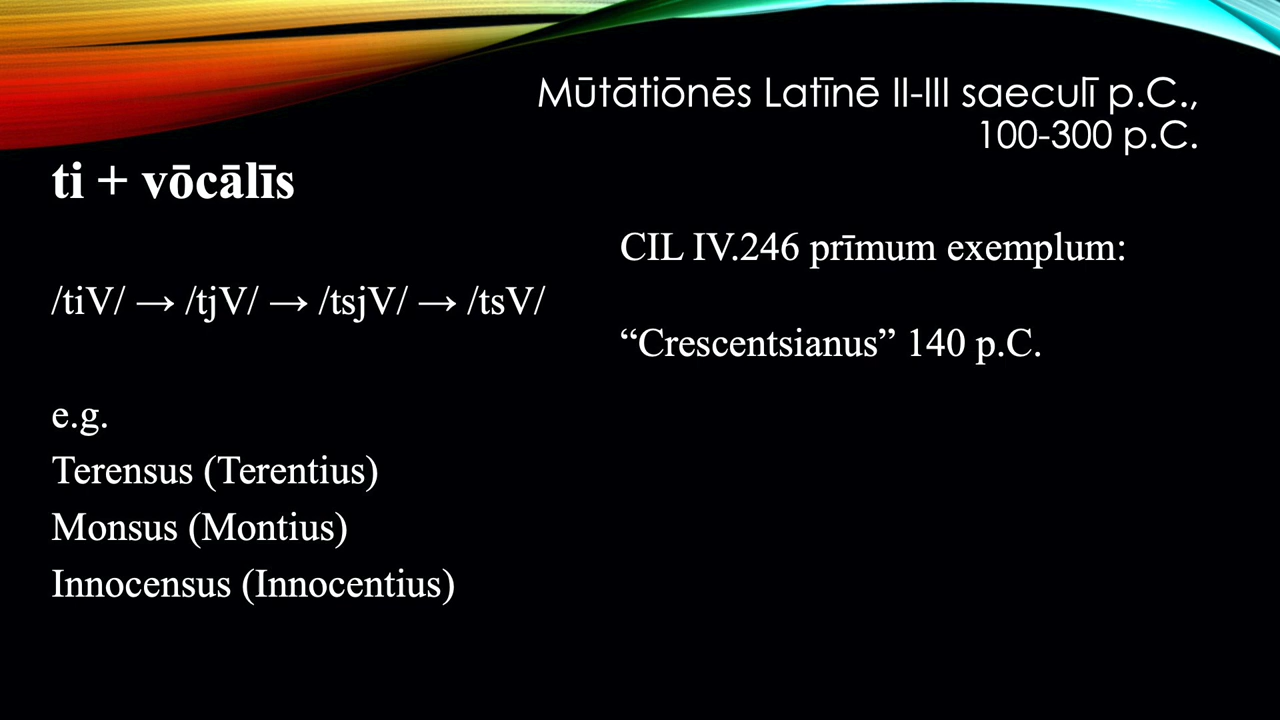 Mūtātiōnēs Latīnē II-III saeculī p.C.,
100-300 p.C.
ti + vōcālīs
/tiV/ → /tjV/ → /tsjV/ → /tsV/
e.g.
Terensus (Terentius)
Monsus (Montius)
Innocensus (Innocentius)
CIL IV.246 prīmum exemplum:
“Crescentsianus” 140 p.C.